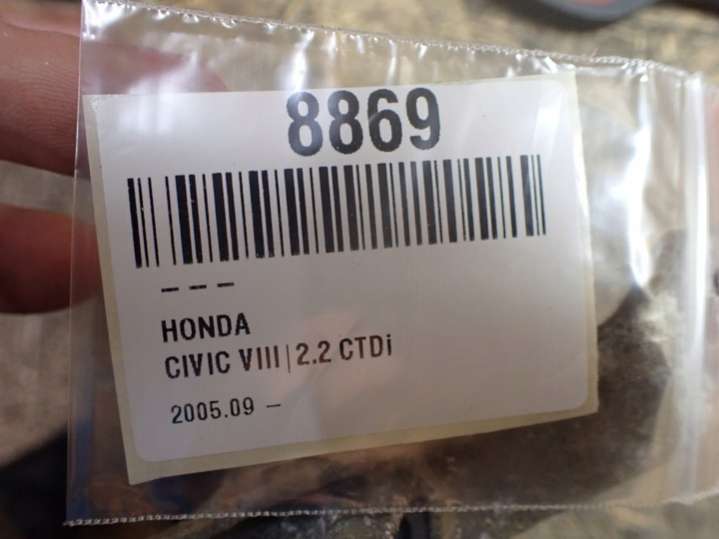 8869
---
HONDA
CIVIC VIII|2.2 CTDi
2005.09 –